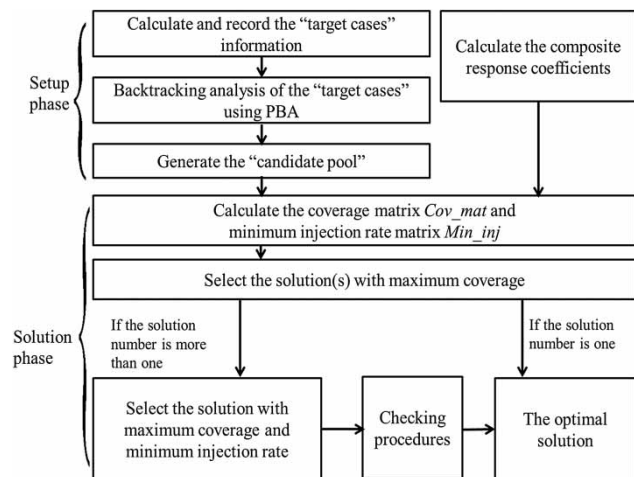 Calculate and record the “target cases”
information
Setup
phase
Backtracking analysis of the “target cases”
using PBA
Generate the “candidate pool”
Calculate the composite
response coefficients
Solution
phase
Calculate the coverage matrix Cov_mat and
minimum injection rate matrix Min_inj
Select the solution(s) with maximum coverage
If the solution
number is more
than one
If the solution
number is one
Select the solution with
maximum coverage and
minimum injection rate
Checking
procedures
The optimal
solution